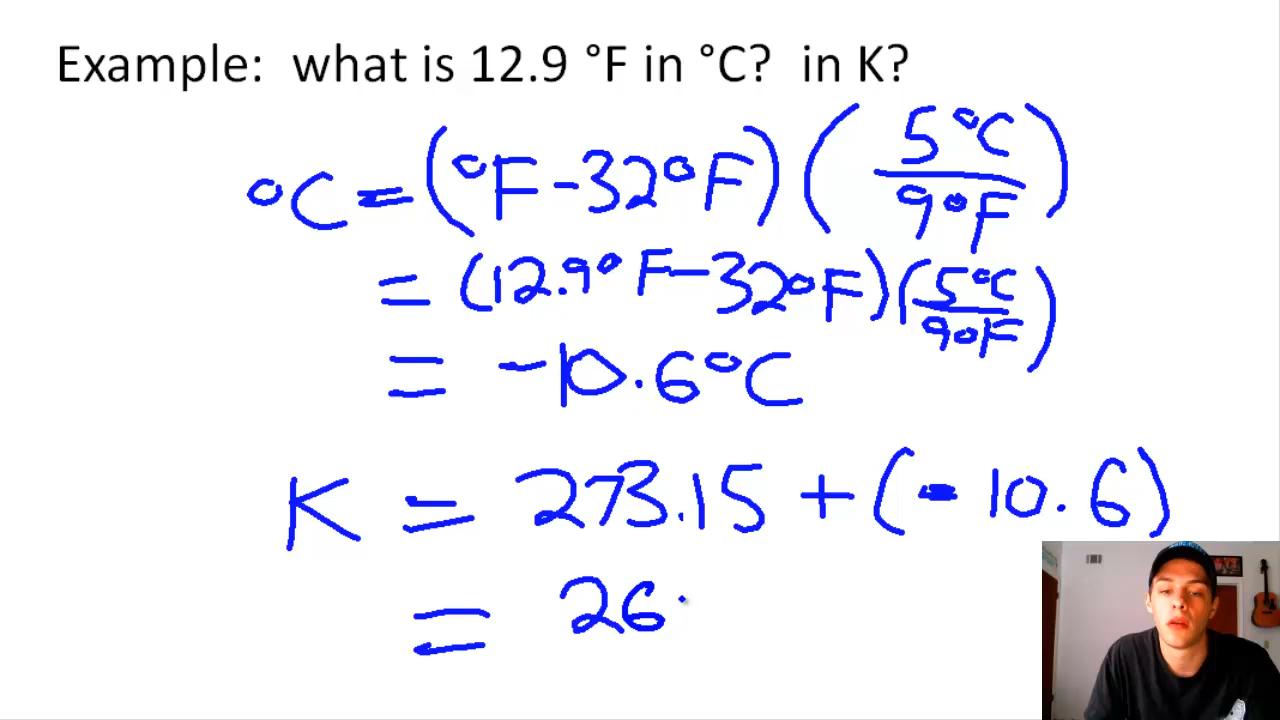 Example: what is 12.9 °F in °C? in K?
°C = (°F - 32°F) (5°C / 9°F)
= (12.9°F - 32°F) (5°C / 9°F)
= -10.6°C
K = 273.15 + (-10.6)
= 26